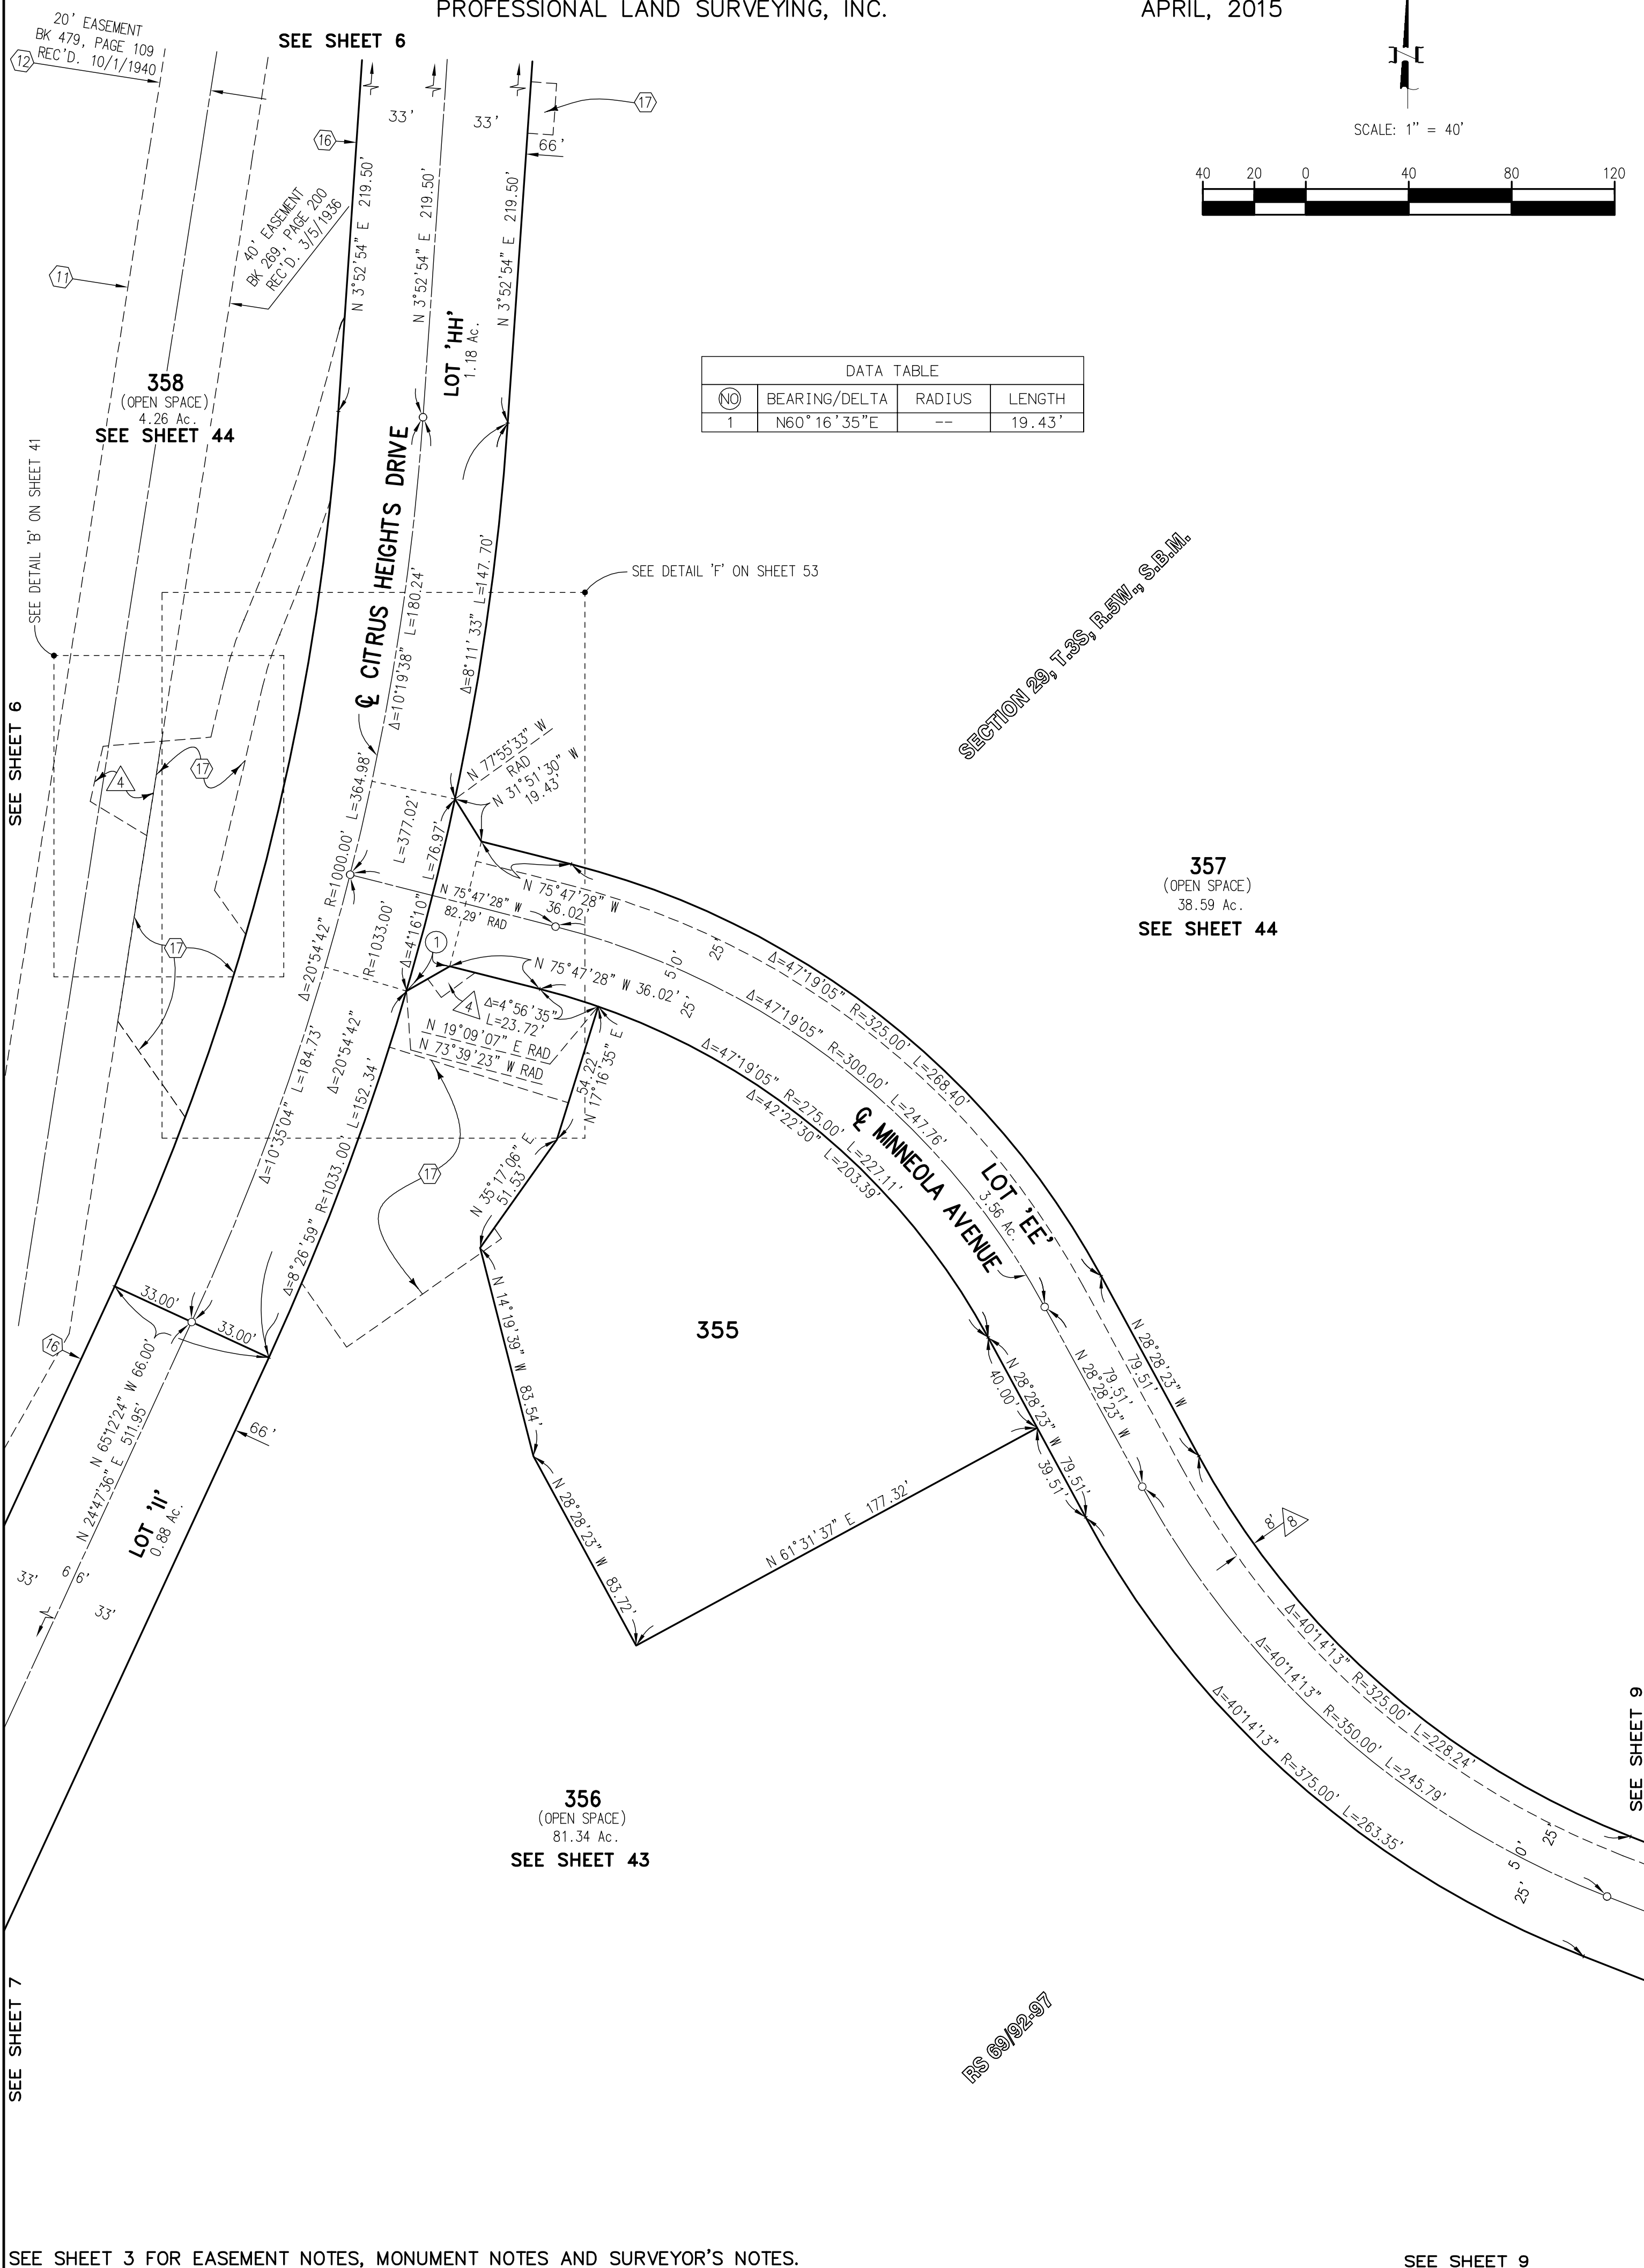 PROFESSIONAL LAND SURVEYING, INC.
APRIL, 2015
20' EASEMENT
BK 479, PAGE 109
REC'D. 10/1/1940
12
SEE SHEET 6
33'
33'
17
16
66'
N
SCALE: 1" = 40'
40 20 0 40 80 120
40' EASEMENT
BK 269, PAGE 200
REC'D. 3/5/1936
11
N 3°52'54" E 219.50'
N 3°52'54" E 219.50'
N 3°52'54" E 219.50'
LOT 'HH'
1.18 Ac.
358
(OPEN SPACE)
4.26 Ac.
SEE SHEET 44
DATA TABLE
NO BEARING/DELTA RADIUS LENGTH
1 N60°16'35"E -- 19.43'
SEE DETAIL 'B' ON SHEET 41
SEE DETAIL 'F' ON SHEET 53
℄ CITRUS HEIGHTS DRIVE
Δ=10°19'38" L=180.24'
Δ=8°11'33" L=147.70'
SECTION 29, T.3S, R.5W., S.B.M.
SEE SHEET 6
4
17
N 77°55'33" W
RAD
N 31°51'30" W
19.43'
Δ=20°54'42" R=1000.00' L=364.98'
L=377.02'
R=1033.00'
Δ=4°16'10" L=76.97'
N 75°47'28" W
82.29' RAD
N 75°47'28" W
36.02'
1
17
N 75°47'28" W 36.02'
50'
25'
25'
4
Δ=4°56'35"
L=23.72'
N 19°09'07" E RAD
N 73°39'23" W RAD
357
(OPEN SPACE)
38.59 Ac.
SEE SHEET 44
Δ=47°19'05" R=325.00' L=268.40'
Δ=47°19'05" R=300.00' L=247.76'
Δ=47°19'05" R=275.00' L=227.11'
Δ=42°22'30" L=203.39'
Δ=20°54'42"
Δ=10°35'04" L=184.73'
Δ=8°26'59" R=1033.00' L=152.34'
54.22'
N 17°16'35" E
17
N 35°17'06" E
51.53'
℄ MINNEOLA AVENUE
LOT 'EE'
3.56 Ac.
33.00'
33.00'
16
N 65°12'24" W 66.00'
N 24°47'36" E 511.95'
66'
N 14°19'39" W 83.54'
355
N 28°28'23" W
40.00'
79.51'
39.51'
N 28°28'23" W
79.51'
N 28°28'23" W
79.51'
N 61°31'37" E 177.32'
N 28°28'23" W 83.72'
LOT 'II'
0.88 Ac.
33'
66'
33'
8'
8
Δ=40°14'13" R=325.00' L=228.24'
Δ=40°14'13" R=350.00' L=245.79'
Δ=40°14'13" R=375.00' L=263.35'
25'
50'
25'
SEE SHEET 9
356
(OPEN SPACE)
81.34 Ac.
SEE SHEET 43
SEE SHEET 7
RS 69/92-97
SEE SHEET 3 FOR EASEMENT NOTES, MONUMENT NOTES AND SURVEYOR'S NOTES.
SEE SHEET 9